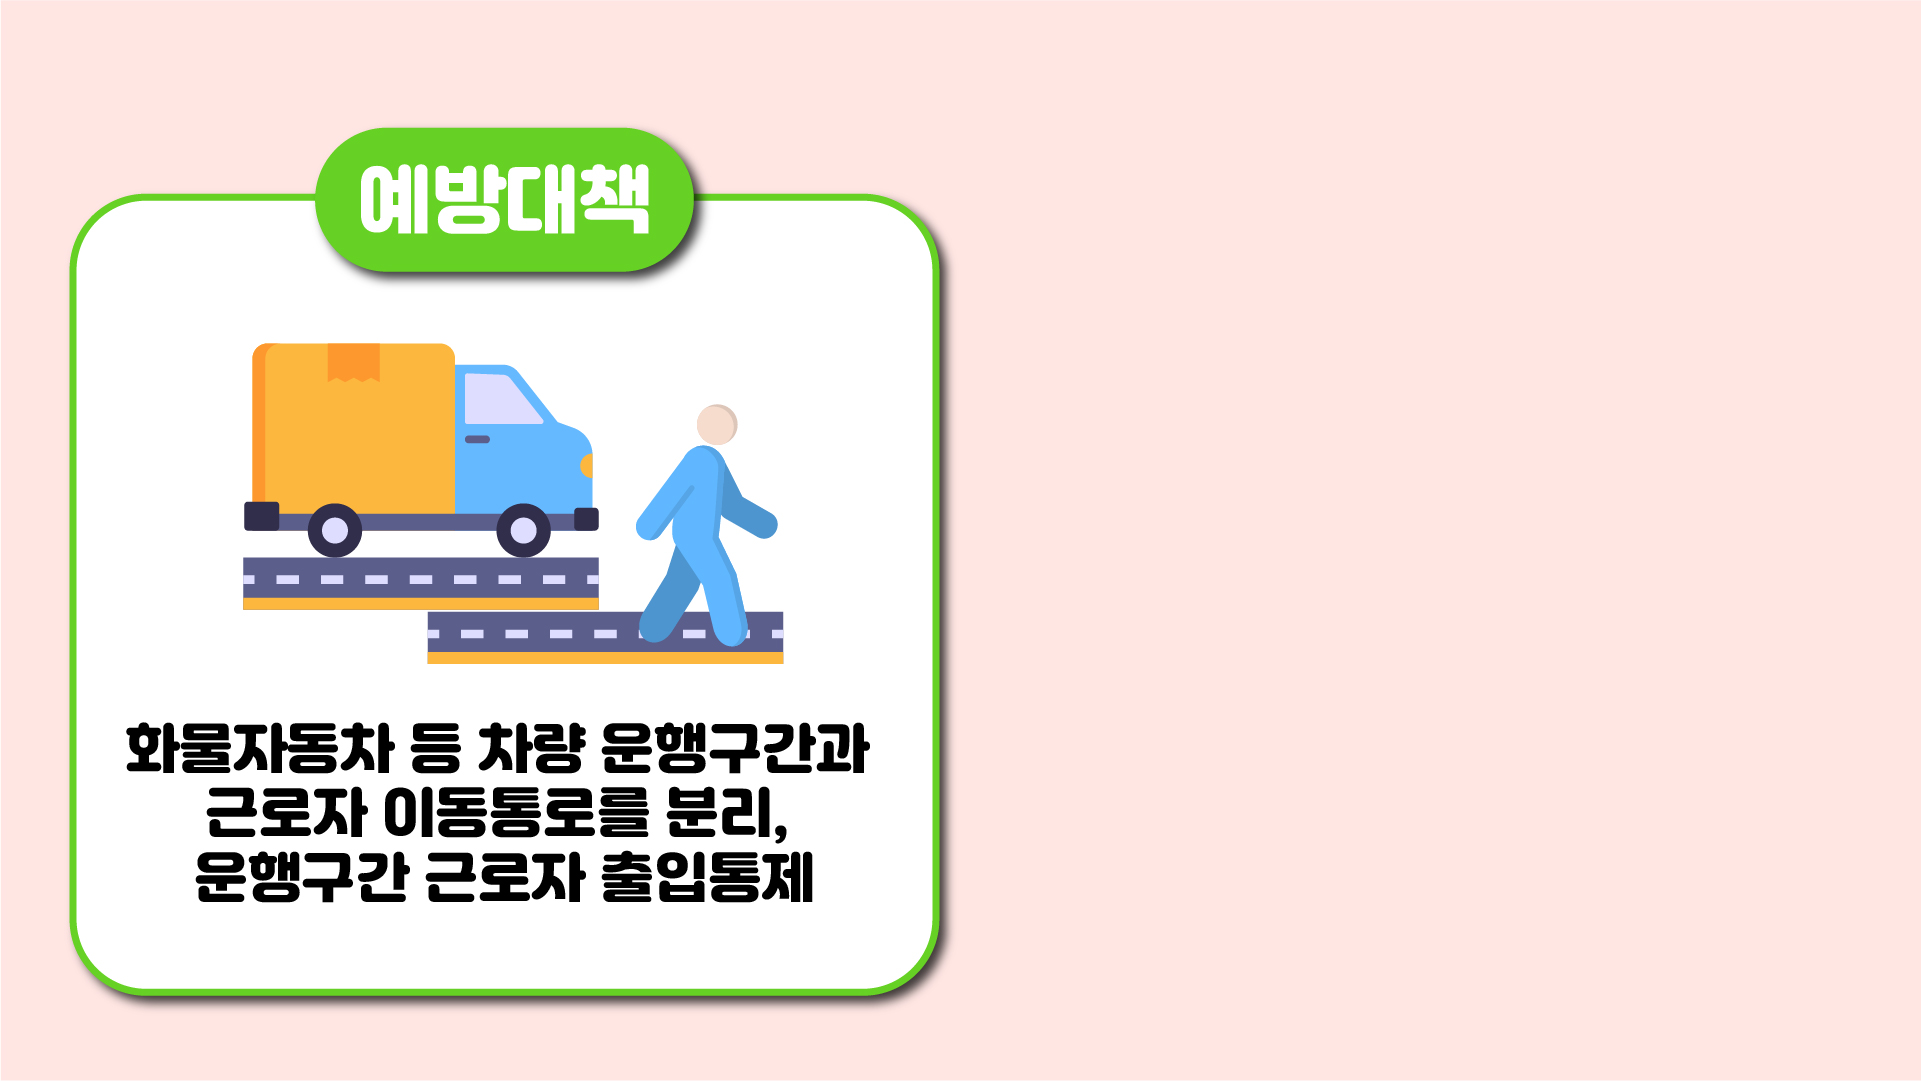 예방대책
화물자동차 등 차량 운행구간과
근로자 이동통로를 분리,
운행구간 근로자 출입통제